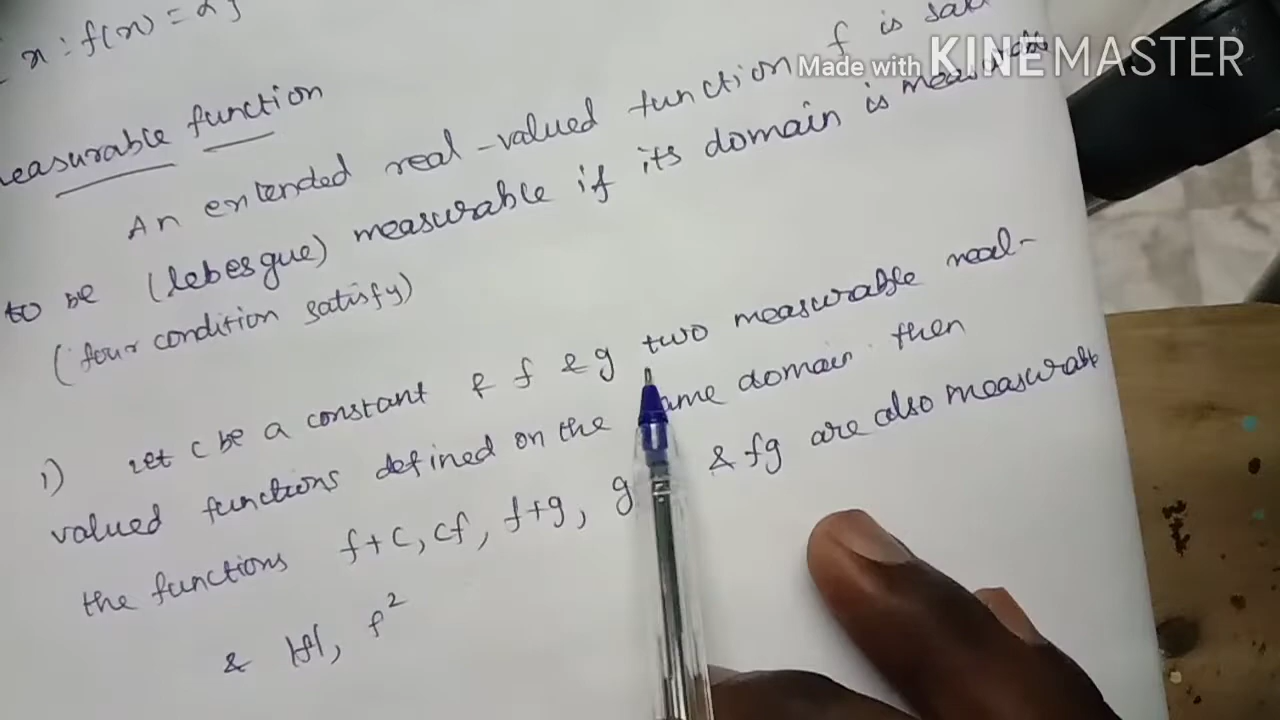 x : f(x) = α}
Made with KINEMASTER
measurable function
An extended real-valued function f is said
to be (lebesgue) measurable if its domain is measurable
(four condition satisfy)
1) Let c be a constant & f & g two measurable real-
valued functions defined on the same domain. then
the functions f+c, cf, f+g, g & fg are also measurable
& |f|, f²